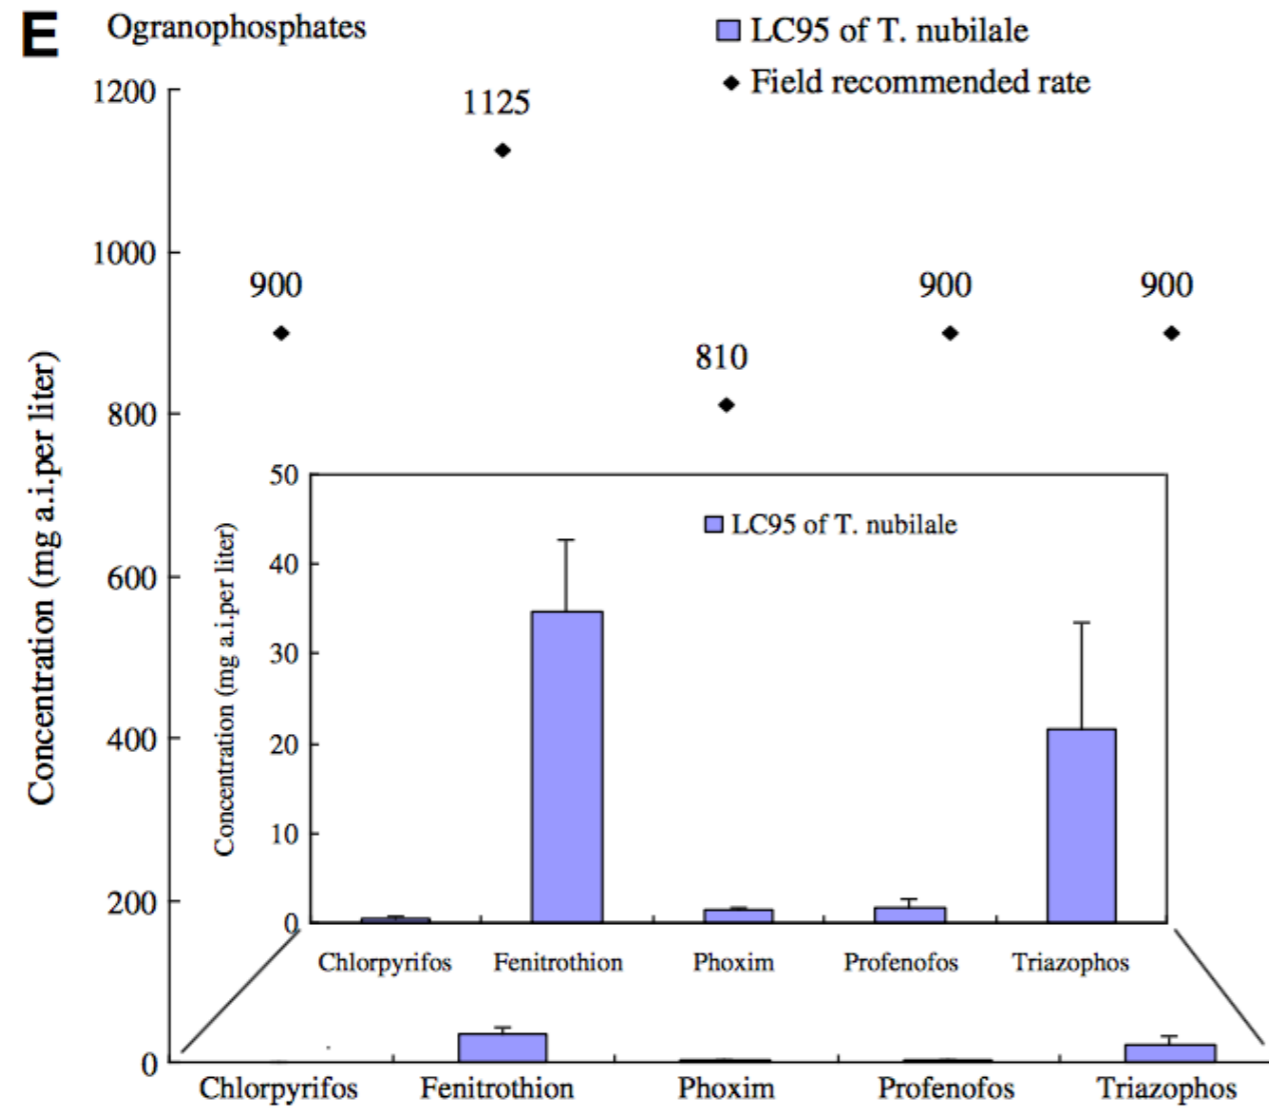 E Ogranophosphates
LC95 of T. nubilale
Field recommended rate
Concentration (mg a.i.per liter)
1200
1000
800
600
400
200
0
900
1125
810
900
900
LC95 of T. nubilale
Concentration (mg a.i.per liter)
50
40
30
20
10
0
Chlorpyrifos Fenitrothion Phoxim Profenofos Triazophos
Chlorpyrifos Fenitrothion Phoxim Profenofos Triazophos